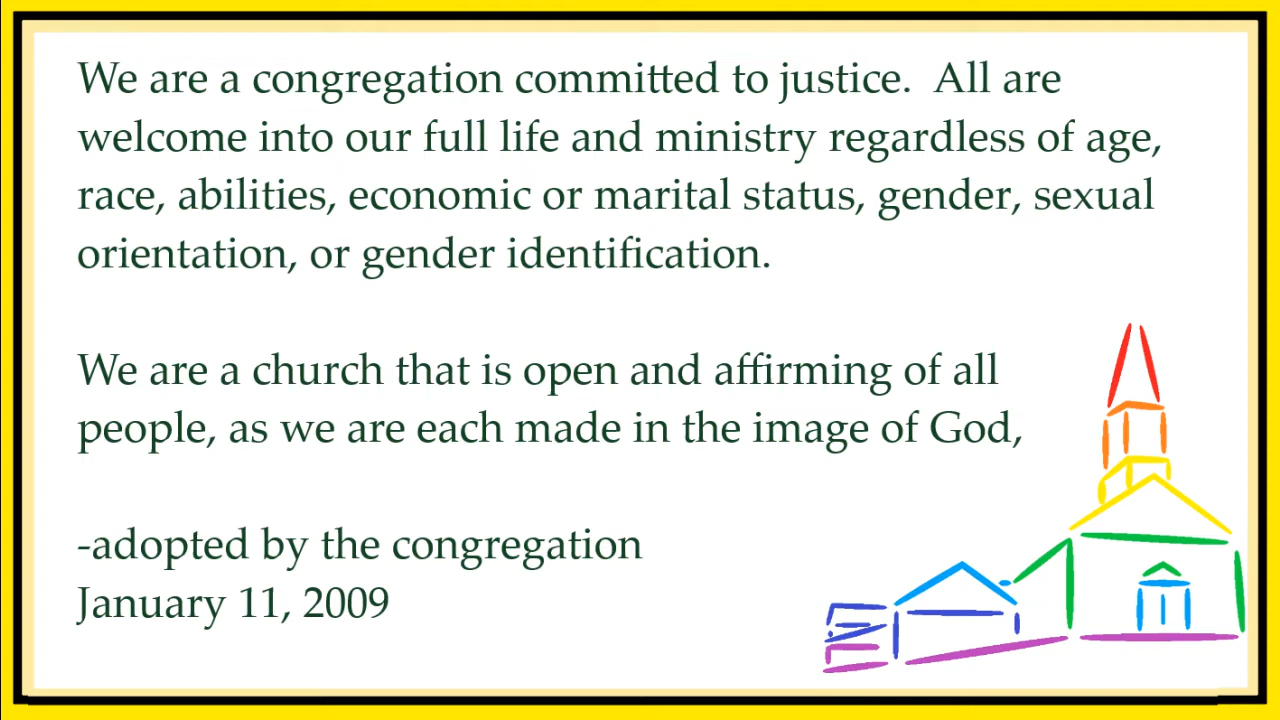 We are a congregation committed to justice.  All are
welcome into our full life and ministry regardless of age,
race, abilities, economic or marital status, gender, sexual
orientation, or gender identification.
We are a church that is open and affirming of all
people, as we are each made in the image of God,
-adopted by the congregation
January 11, 2009